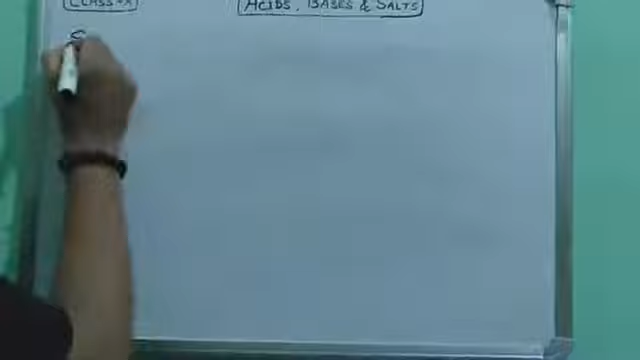 CLASS-X
ACIDS, BASES & SALTS
S